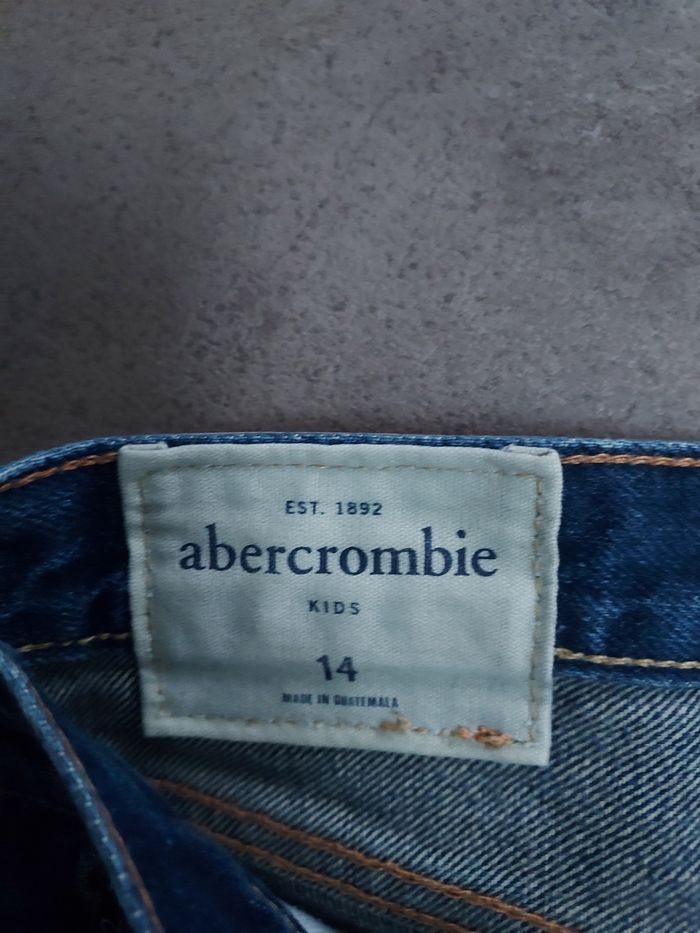 EST. 1892
abercrombie
KIDS
14
MADE IN GUATEMALA